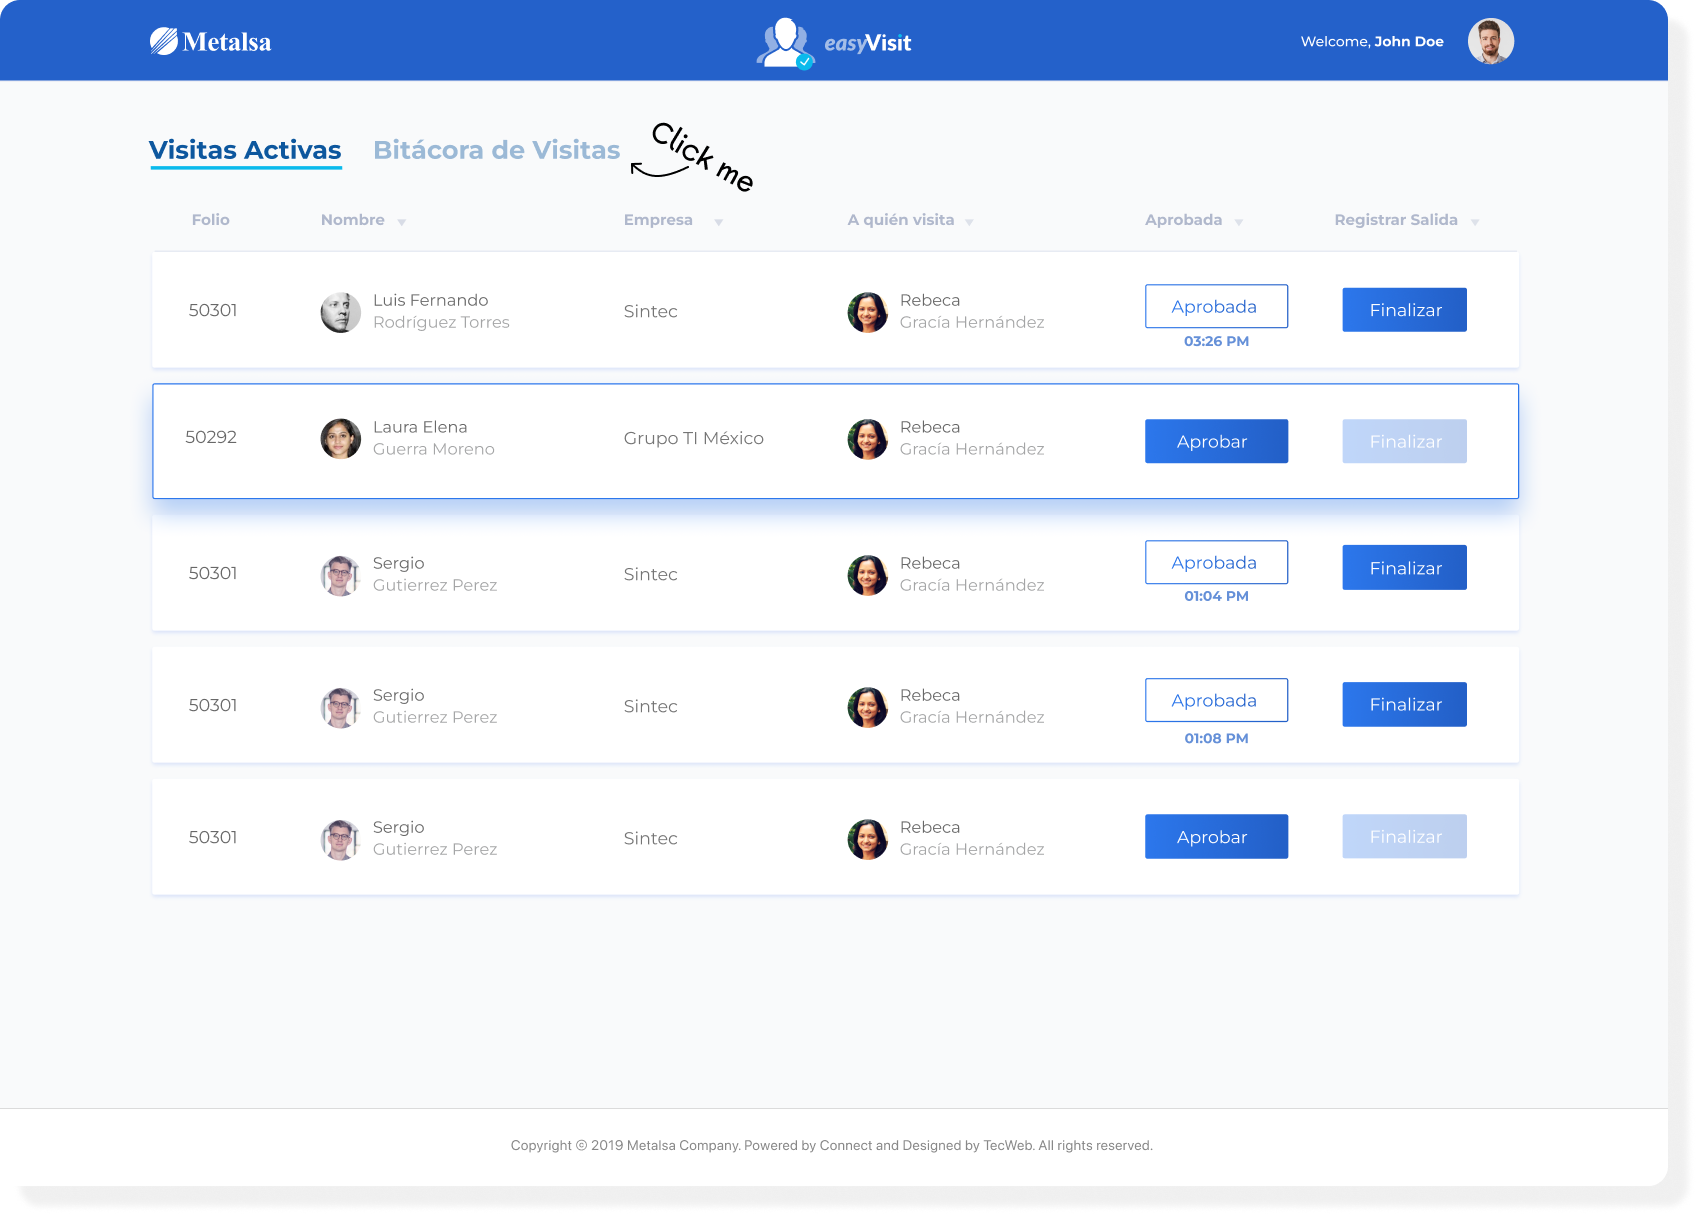 Metalsa
easyVisit
Welcome, John Doe
Visitas Activas
Bitácora de Visitas
Click me
Folio
Nombre
Empresa
A quién visita
Aprobada
Registrar Salida
50301
Luis Fernando
Rodríguez Torres
Sintec
Rebeca
Gracía Hernández
Aprobada
03:26 PM
Finalizar
50292
Laura Elena
Guerra Moreno
Grupo TI México
Rebeca
Gracía Hernández
Aprobar
Finalizar
50301
Sergio
Gutierrez Perez
Sintec
Rebeca
Gracía Hernández
Aprobada
01:04 PM
Finalizar
50301
Sergio
Gutierrez Perez
Sintec
Rebeca
Gracía Hernández
Aprobada
01:08 PM
Finalizar
50301
Sergio
Gutierrez Perez
Sintec
Rebeca
Gracía Hernández
Aprobar
Finalizar
Copyright © 2019 Metalsa Company. Powered by Connect and Designed by TecWeb. All rights reserved.